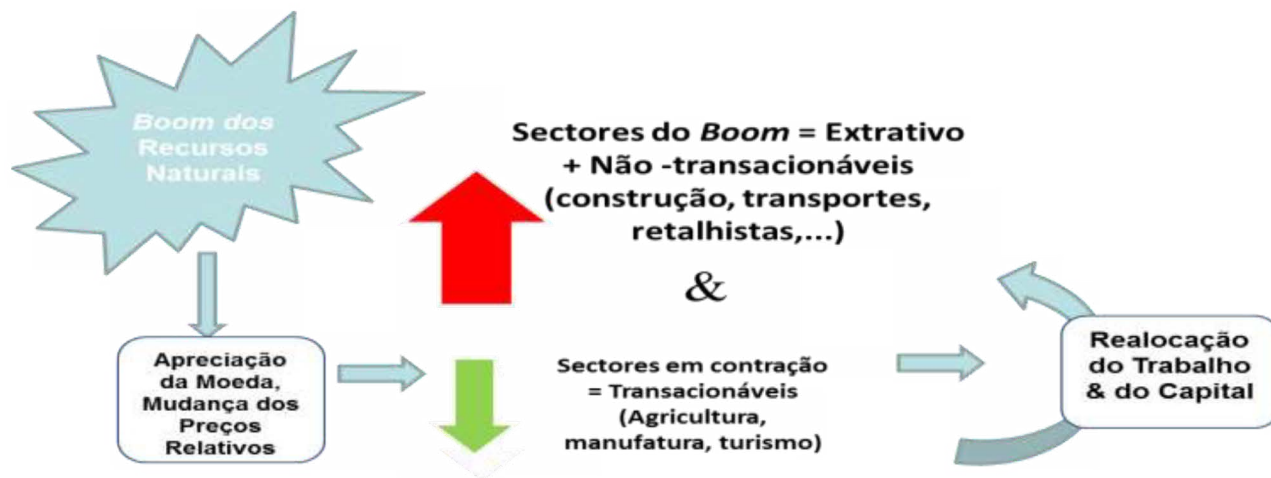 Boom dos
Recursos
Naturais
Sectores do Boom = Extrativo
+ Não -transacionáveis
(construção, transportes,
retalhistas,...)
&
Apreciação
da Moeda,
Mudança dos
Preços
Relativos
Sectores em contração
= Transacionáveis
(Agricultura,
manufatura, turismo)
Realocação
do Trabalho
& do Capital